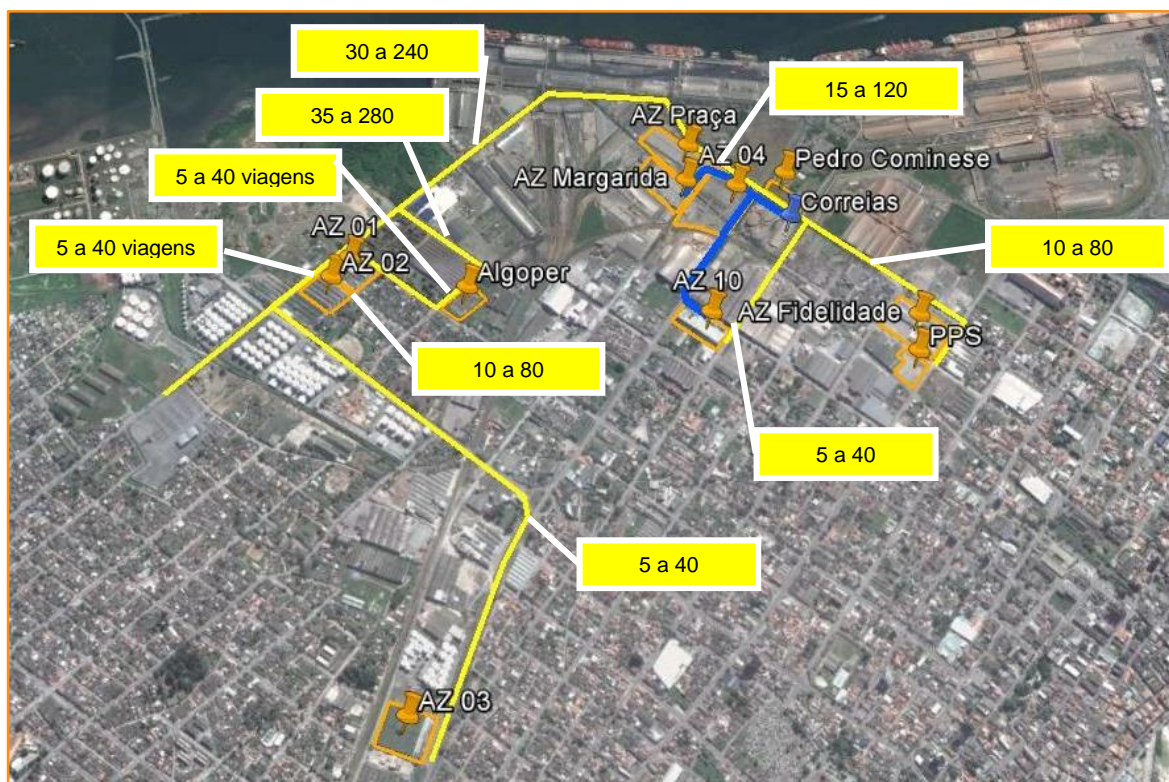 30 a 240
35 a 280
15 a 120
AZ Praça
5 a 40 viagens
AZ 04
Pedro Cominese
AZ Margarida
Correias
5 a 40 viagens
AZ 01
AZ 02
Algoper
10 a 80
AZ 10
AZ Fidelidade
PPS
10 a 80
5 a 40
5 a 40
AZ 03